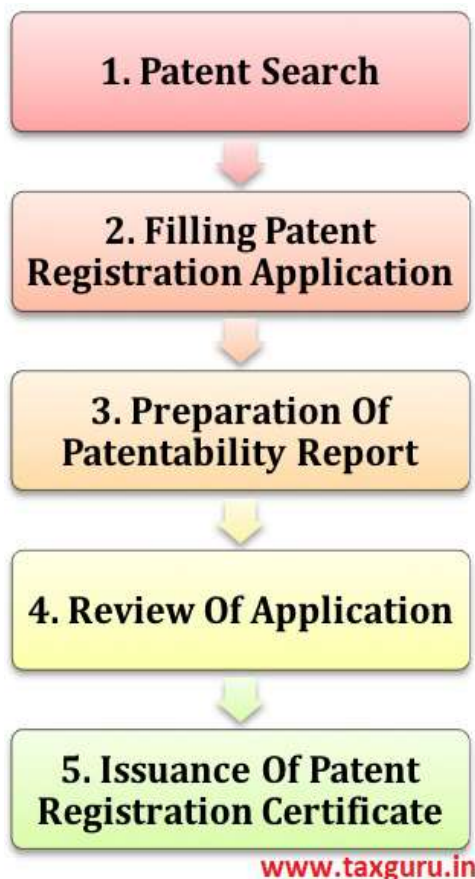 1. Patent Search
2. Filling Patent
Registration Application
3. Preparation Of
Patentability Report
4. Review Of Application
5. Issuance Of Patent
Registration Certificate
www.taxguru.in